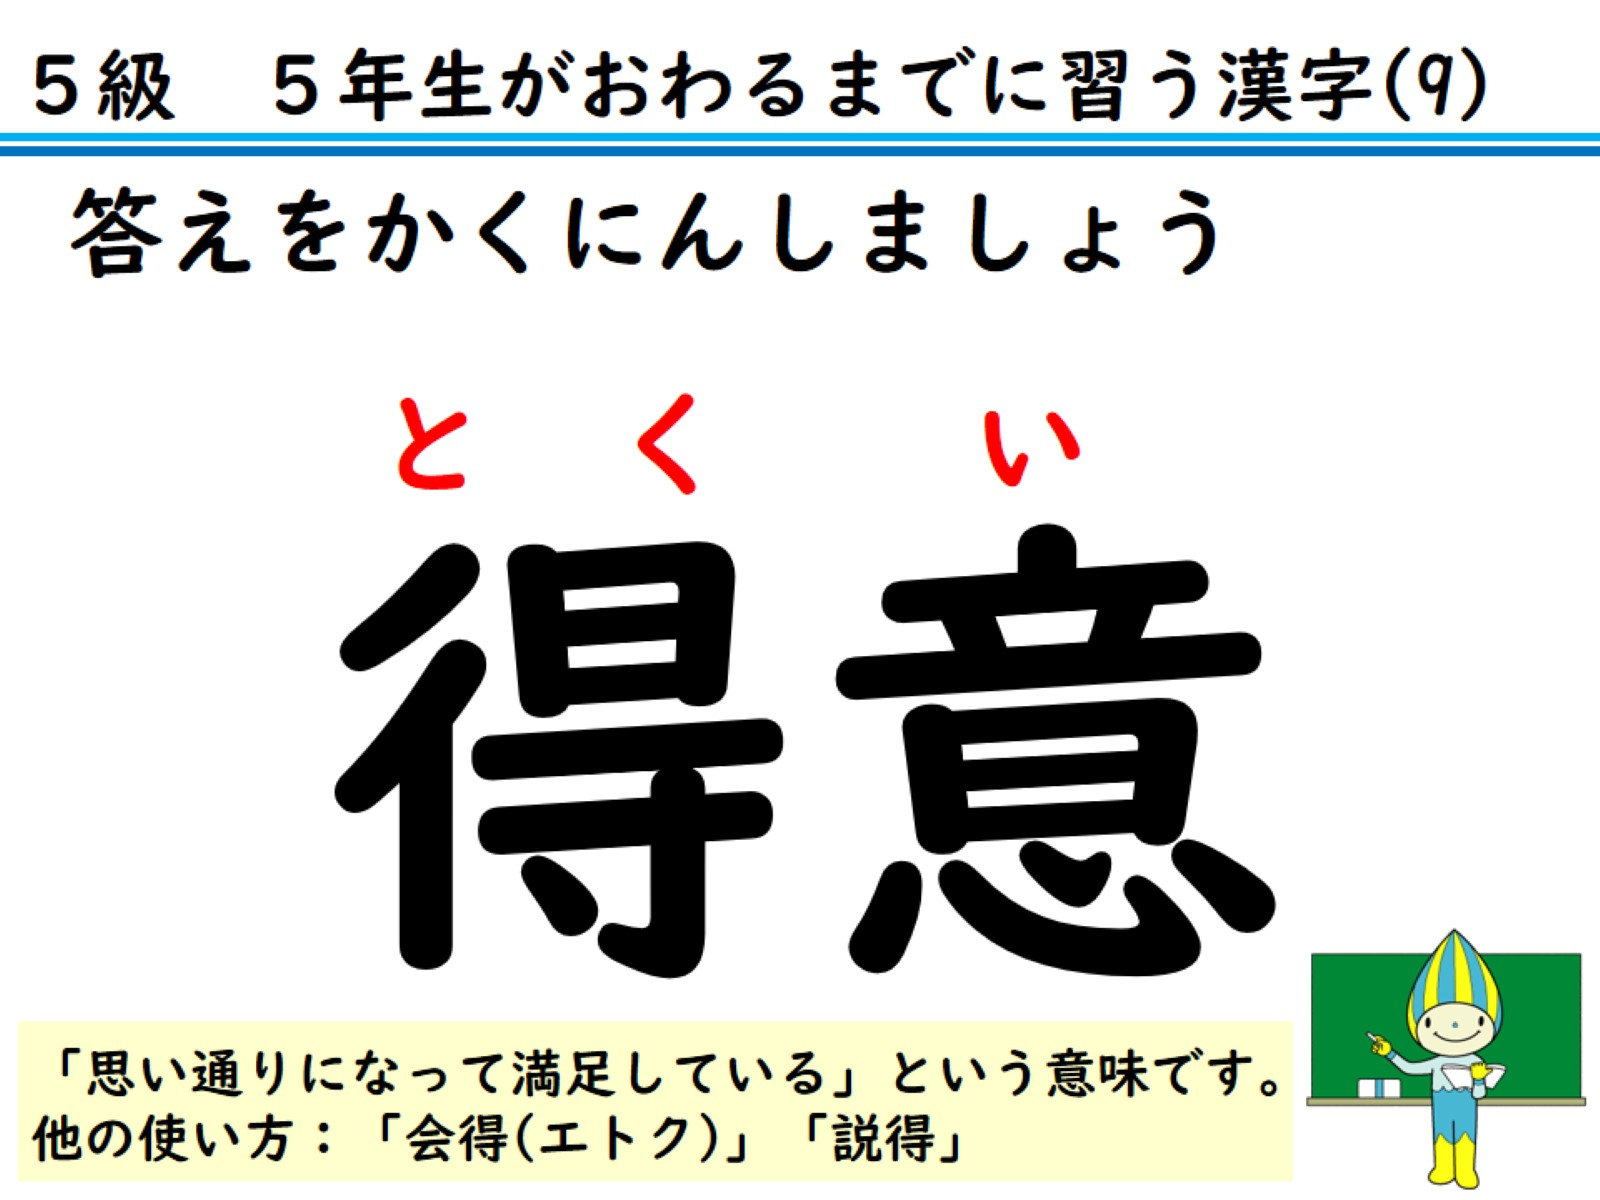 ５級　５年生がおわるまでに習う漢字(9)
答えをかくにんしましょう
とくい
得意
「思い通りになって満足している」という意味です。
他の使い方：「会得(エトク)」「説得」